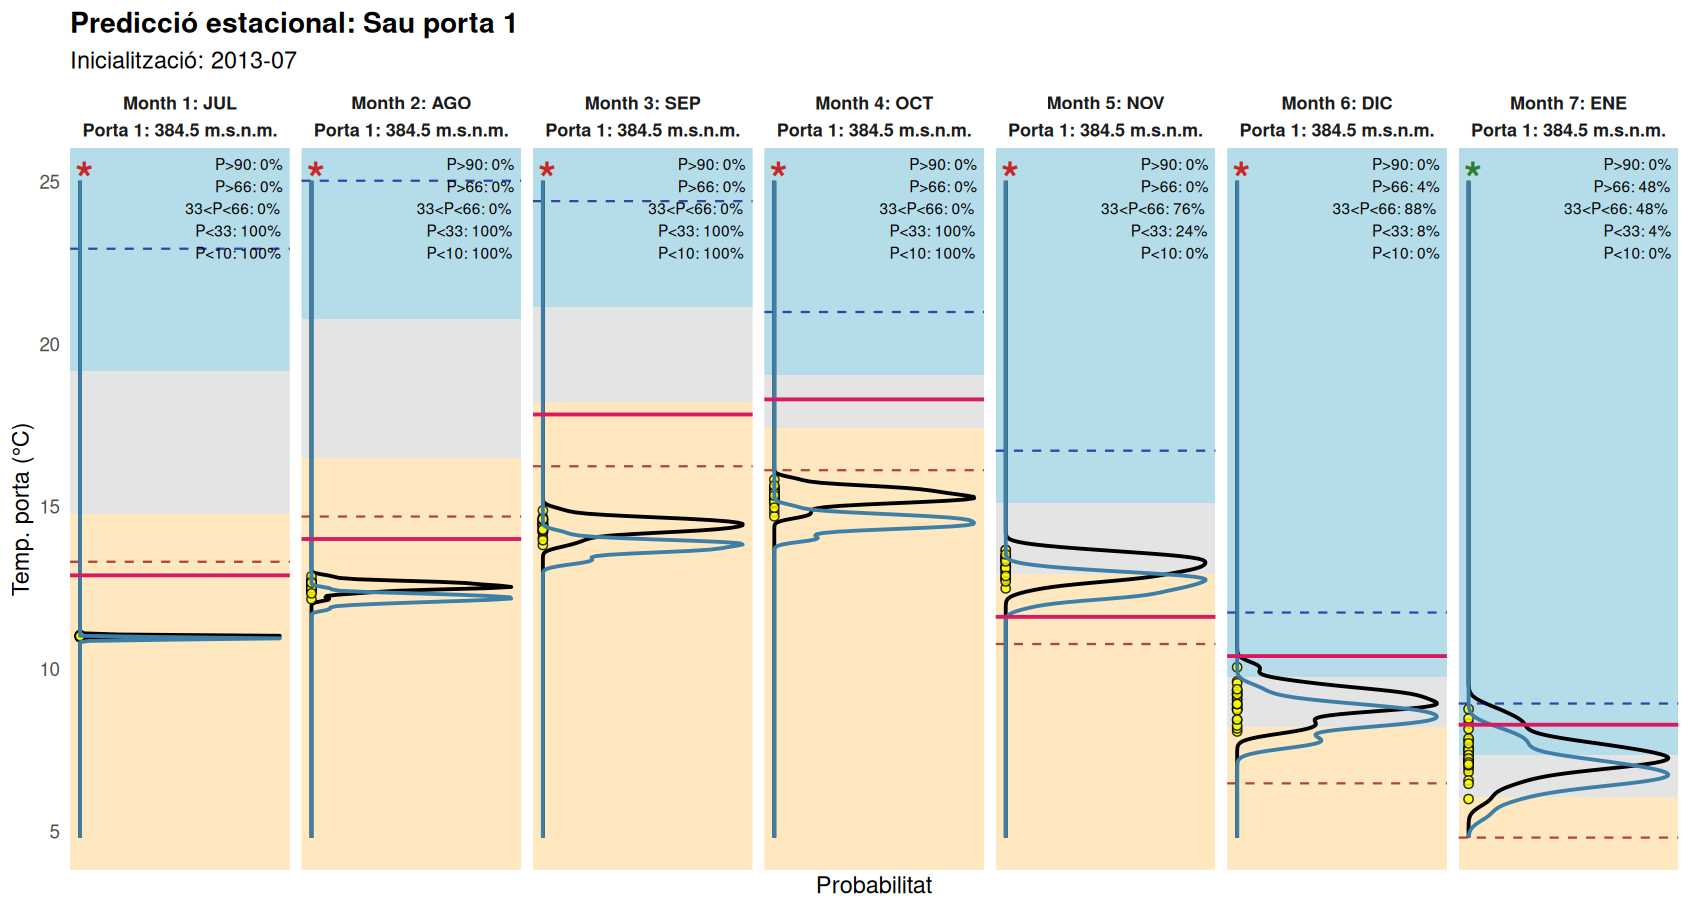 Predicció estacional: Sau porta 1
Inicialització: 2013-07
Month 1: JUL
Porta 1: 384.5 m.s.n.m.
Month 2: AGO
Porta 1: 384.5 m.s.n.m.
Month 3: SEP
Porta 1: 384.5 m.s.n.m.
Month 4: OCT
Porta 1: 384.5 m.s.n.m.
Month 5: NOV
Porta 1: 384.5 m.s.n.m.
Month 6: DIC
Porta 1: 384.5 m.s.n.m.
Month 7: ENE
Porta 1: 384.5 m.s.n.m.
*
P>90: 0%
P>66: 0%
33<P<66: 0%
P<33: 100%
P<10: 100%
*
P>90: 0%
P>66: 0%
33<P<66: 0%
P<33: 100%
P<10: 100%
*
P>90: 0%
P>66: 0%
33<P<66: 0%
P<33: 100%
P<10: 100%
*
P>90: 0%
P>66: 0%
33<P<66: 0%
P<33: 100%
P<10: 100%
*
P>90: 0%
P>66: 0%
33<P<66: 76%
P<33: 24%
P<10: 0%
*
P>90: 0%
P>66: 4%
33<P<66: 88%
P<33: 8%
P<10: 0%
*
P>90: 0%
P>66: 48%
33<P<66: 48%
P<33: 4%
P<10: 0%
25
20
15
10
5
Temp. porta (°C)
Probabilitat